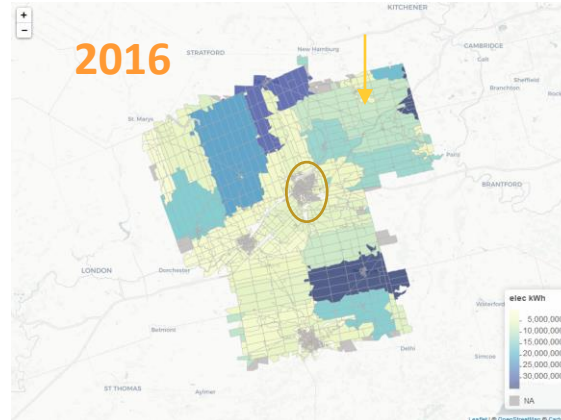 +
−
KITCHENER
2016
STRATFORD
New Hamburg
CAMBRIDGE
Galt
Sheffield
Branchton
St. Marys
Paris
BRANTFORD
LONDON
Dorchester
Waterford
Belmont
Delhi
Simcoe
ST THOMAS
Aylmer
elec kWh
5,000,000
10,000,000
15,000,000
20,000,000
25,000,000
30,000,000
NA
Leaflet | © OpenStreetMap ©